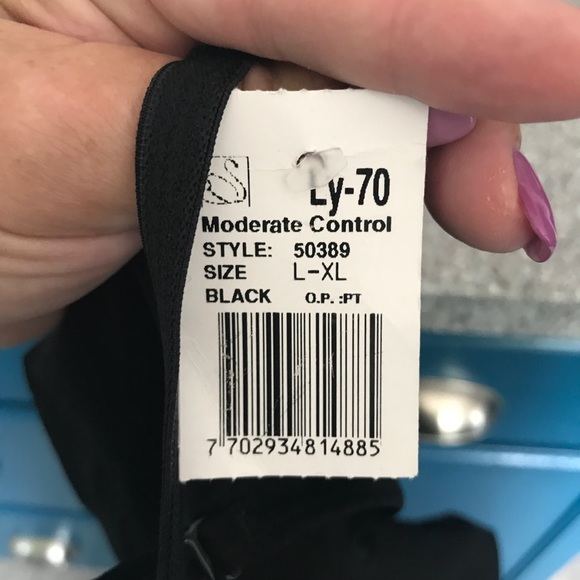 Ly-70
Moderate Control
STYLE: 50389
SIZE L-XL
BLACK O.P. :PT
7 702934 814885